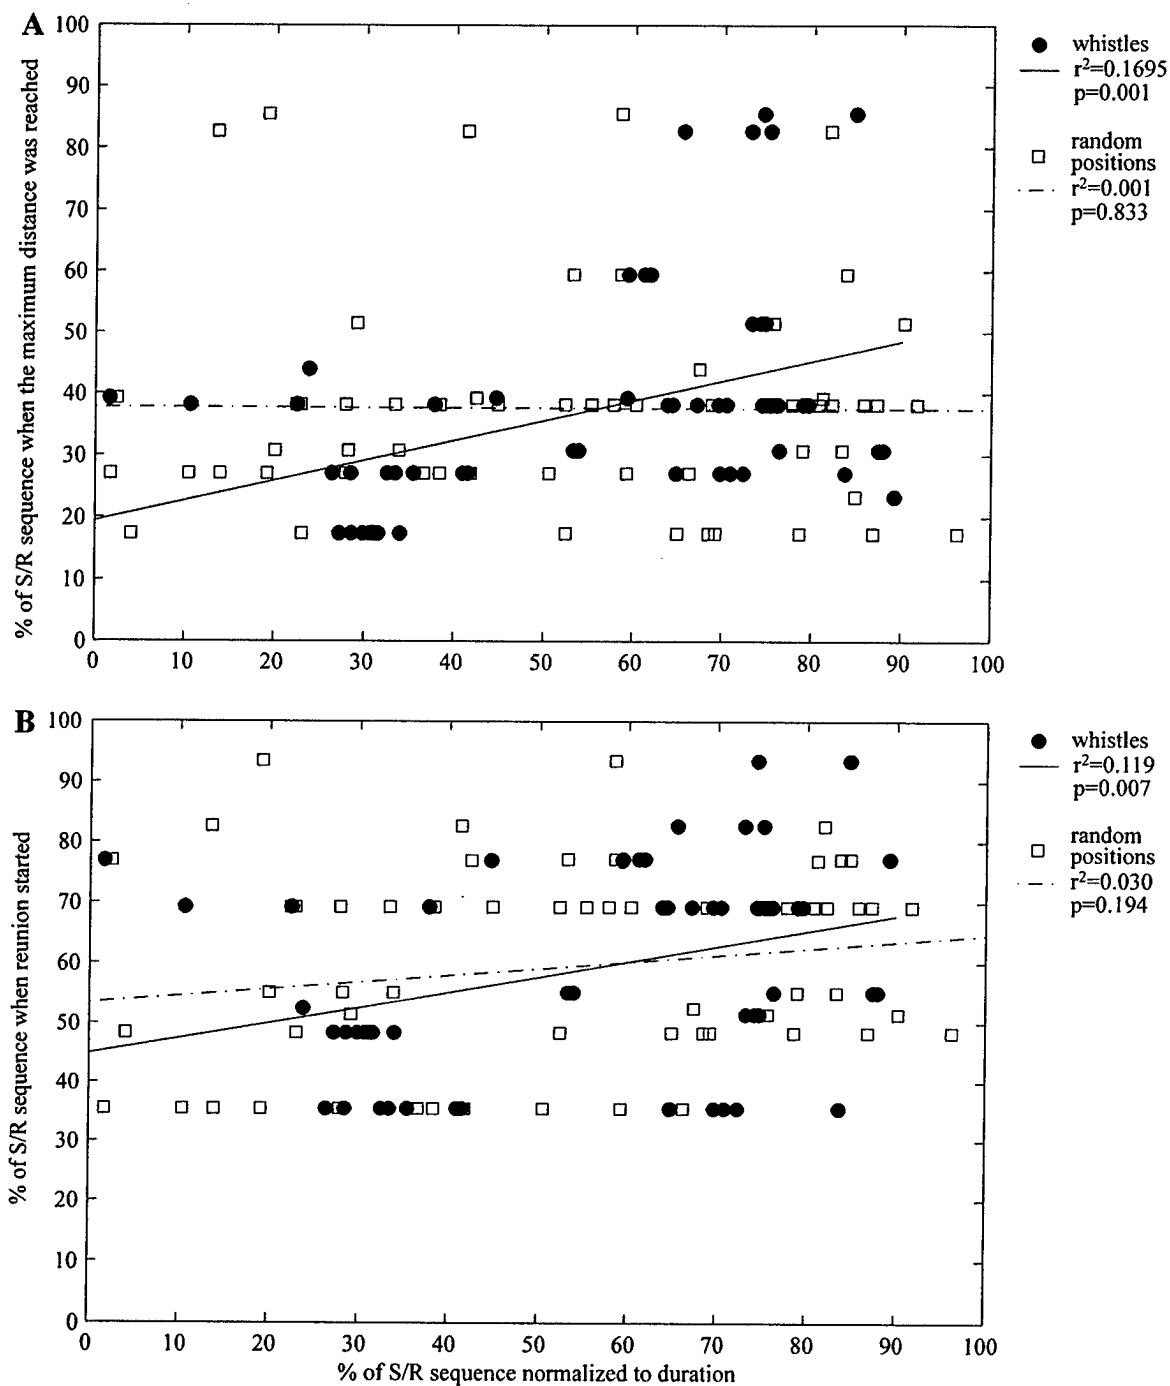 A
% of S/R sequence when the maximum distance was reached
100
90
80
70
60
50
40
30
20
10
0
0 10 20 30 40 50 60 70 80 90 100
whistles
r²=0.1695
p=0.001
random
positions
r²=0.001
p=0.833
B
% of S/R sequence when reunion started
100
90
80
70
60
50
40
30
20
10
0
0 10 20 30 40 50 60 70 80 90 100
% of S/R sequence normalized to duration
whistles
r²=0.119
p=0.007
random
positions
r²=0.030
p=0.194